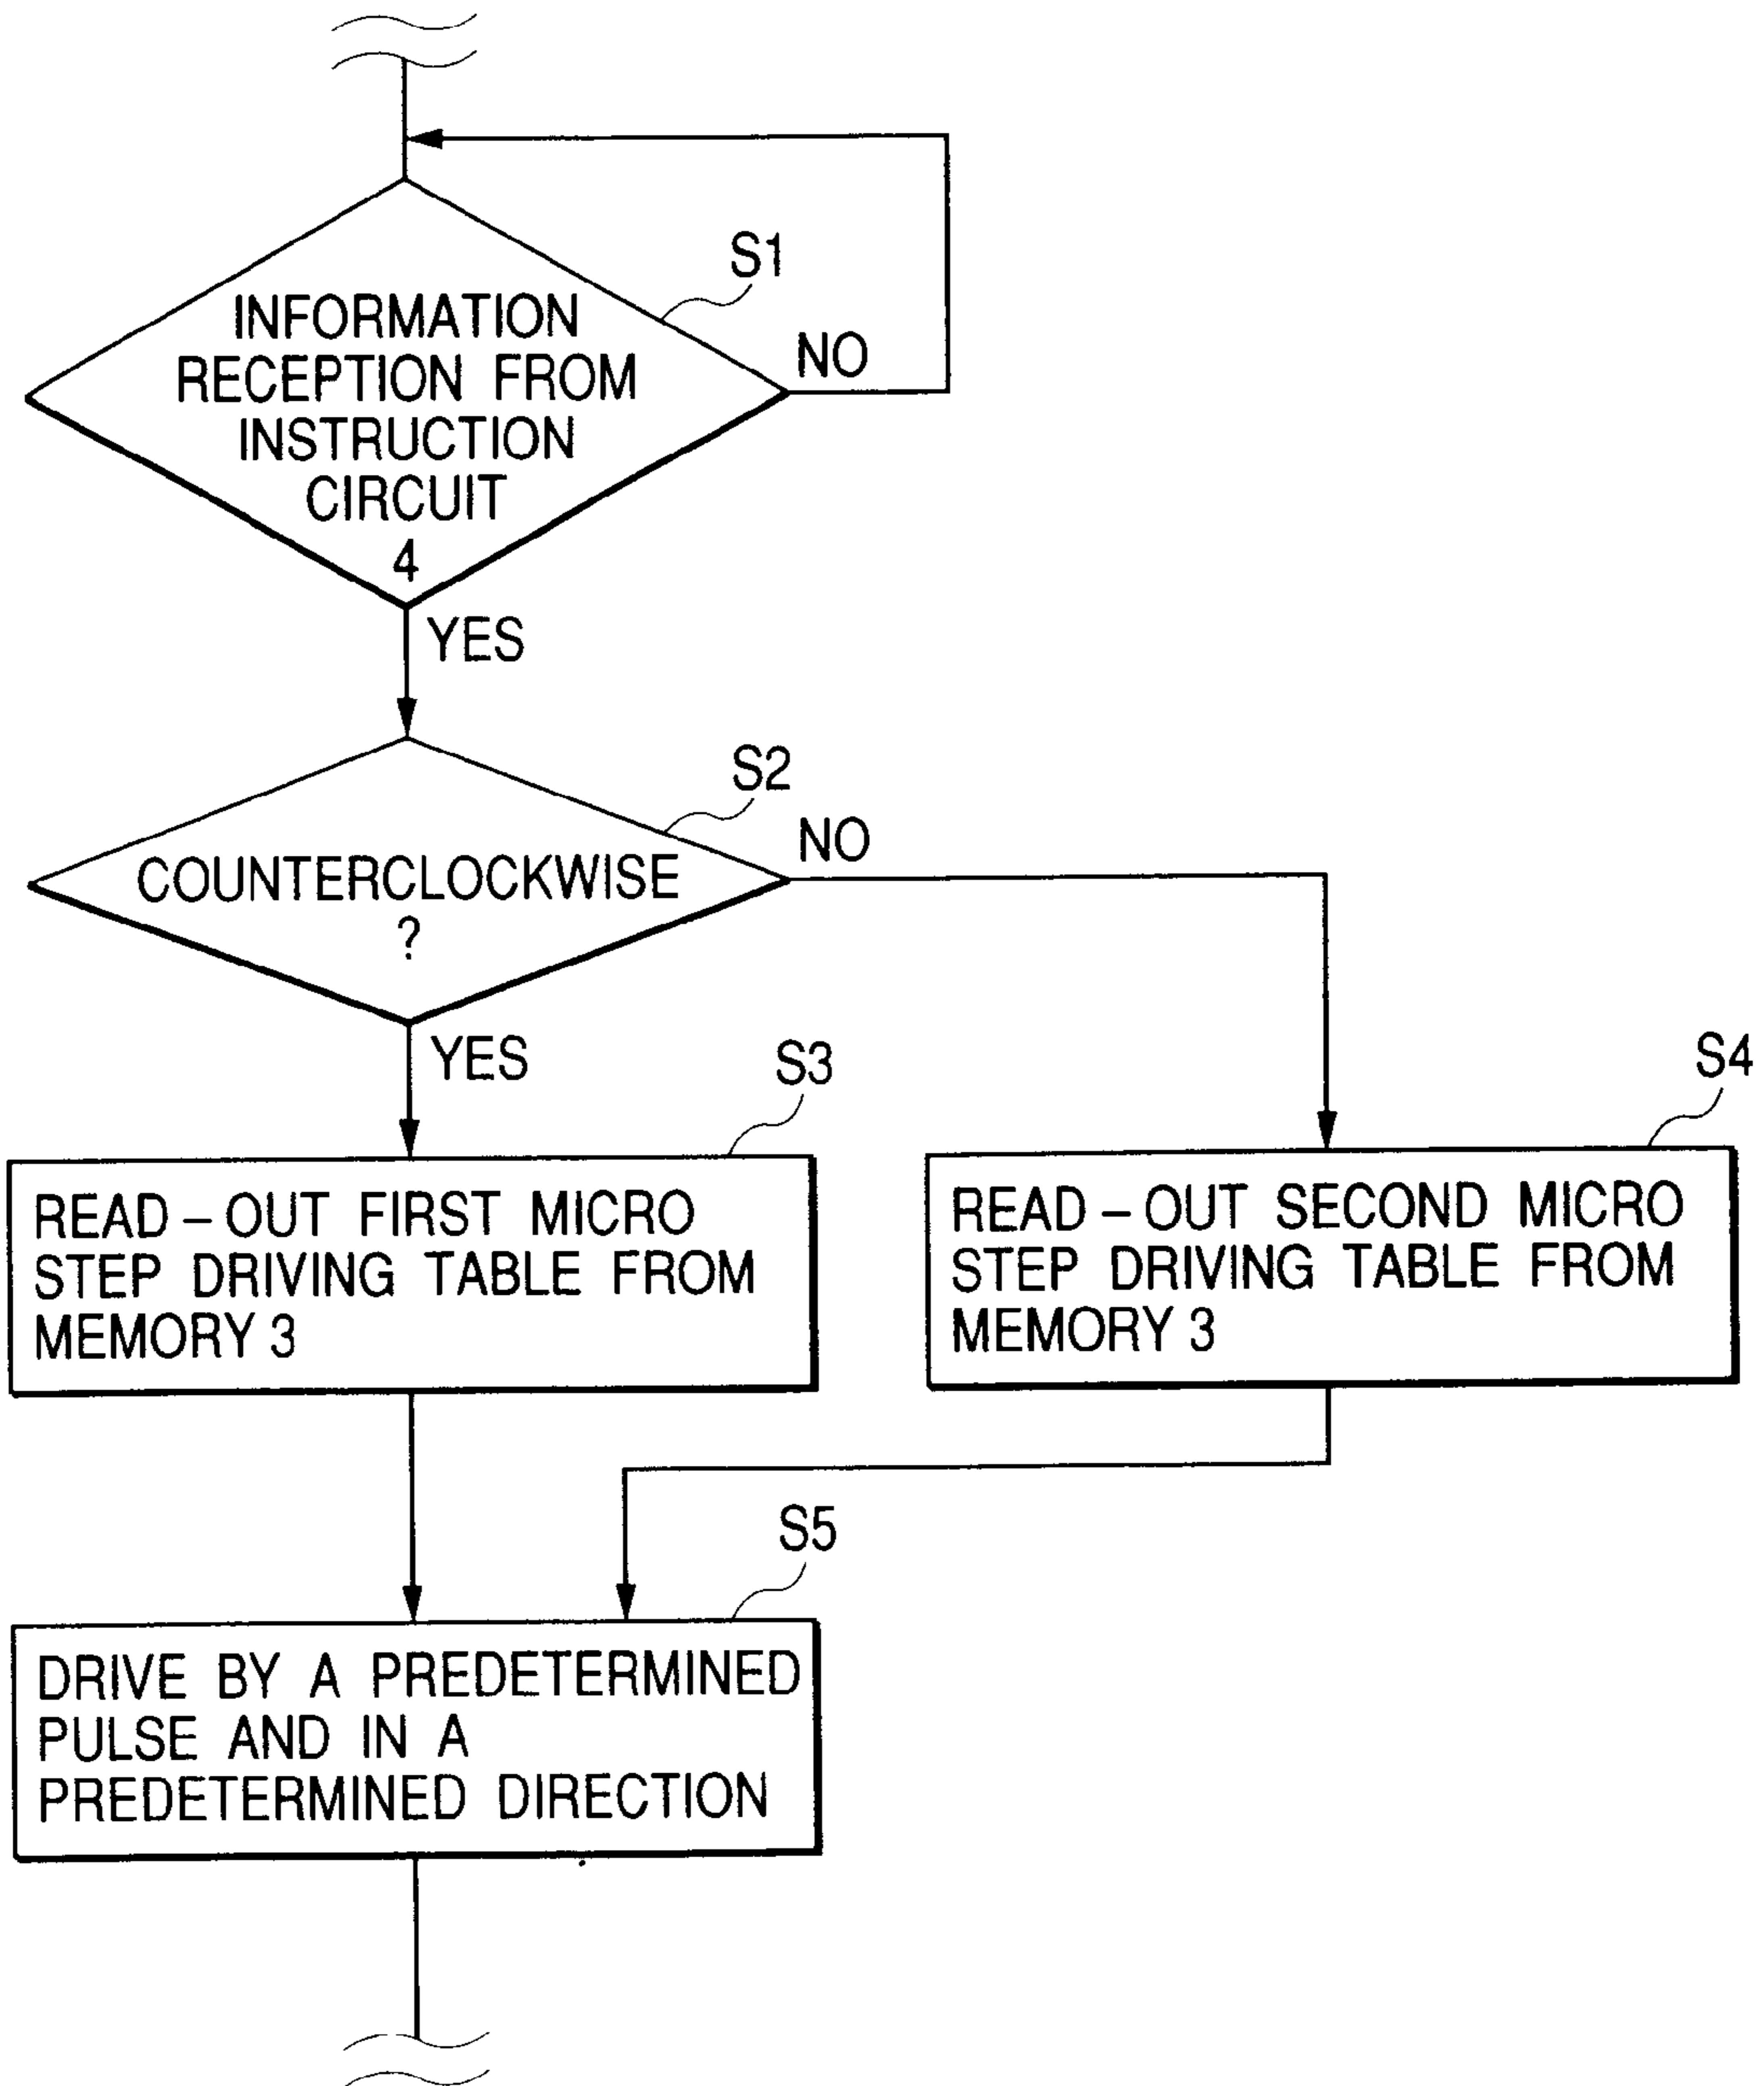 S1
INFORMATION
RECEPTION FROM
INSTRUCTION
CIRCUIT
4
NO
YES
S2
COUNTERCLOCKWISE
?
NO
YES
S3
READ–OUT FIRST MICRO
STEP DRIVING TABLE FROM
MEMORY 3
S4
READ–OUT SECOND MICRO
STEP DRIVING TABLE FROM
MEMORY 3
S5
DRIVE BY A PREDETERMINED
PULSE AND IN A
PREDETERMINED DIRECTION